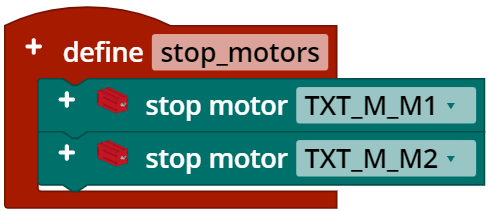 + define stop_motors
+ stop motor TXT_M_M1
+ stop motor TXT_M_M2